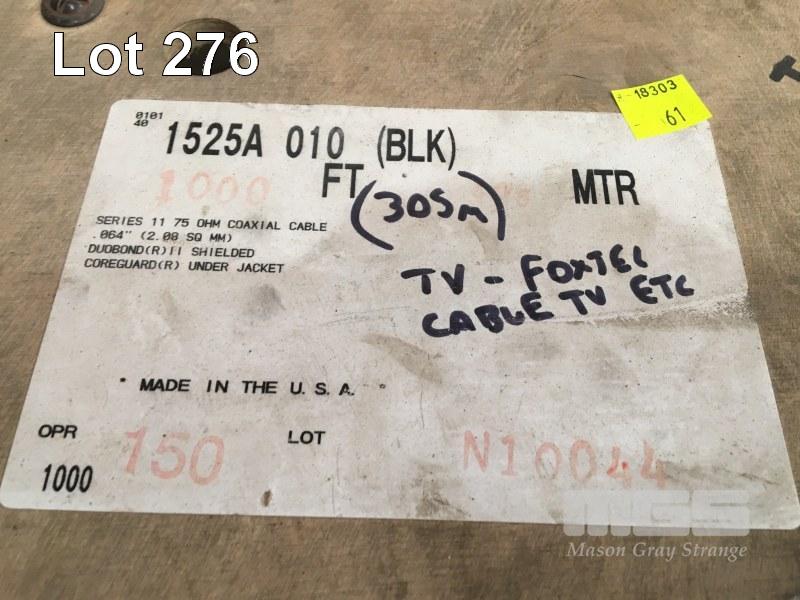 Lot 276
18303
61
0101
40
1525A 010 (BLK)
1000 FT (305m) MTR
SERIES 11 75 OHM COAXIAL CABLE
.064" (2.08 SQ MM)
DUOBOND(R)II SHIELDED
COREGUARD(R) UNDER JACKET
TV - FOXTEL
CABLE TV ETC
MADE IN THE U.S.A.
OPR 150 LOT N10044
1000
MGS
Mason Gray Strange